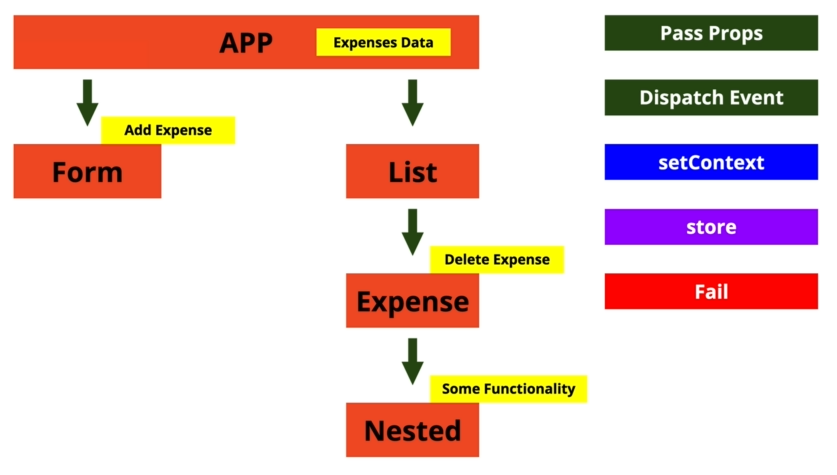 APP
Expenses Data
Pass Props
Dispatch Event
Add Expense
Form
List
setContext
store
Delete Expense
Expense
Fail
Some Functionality
Nested